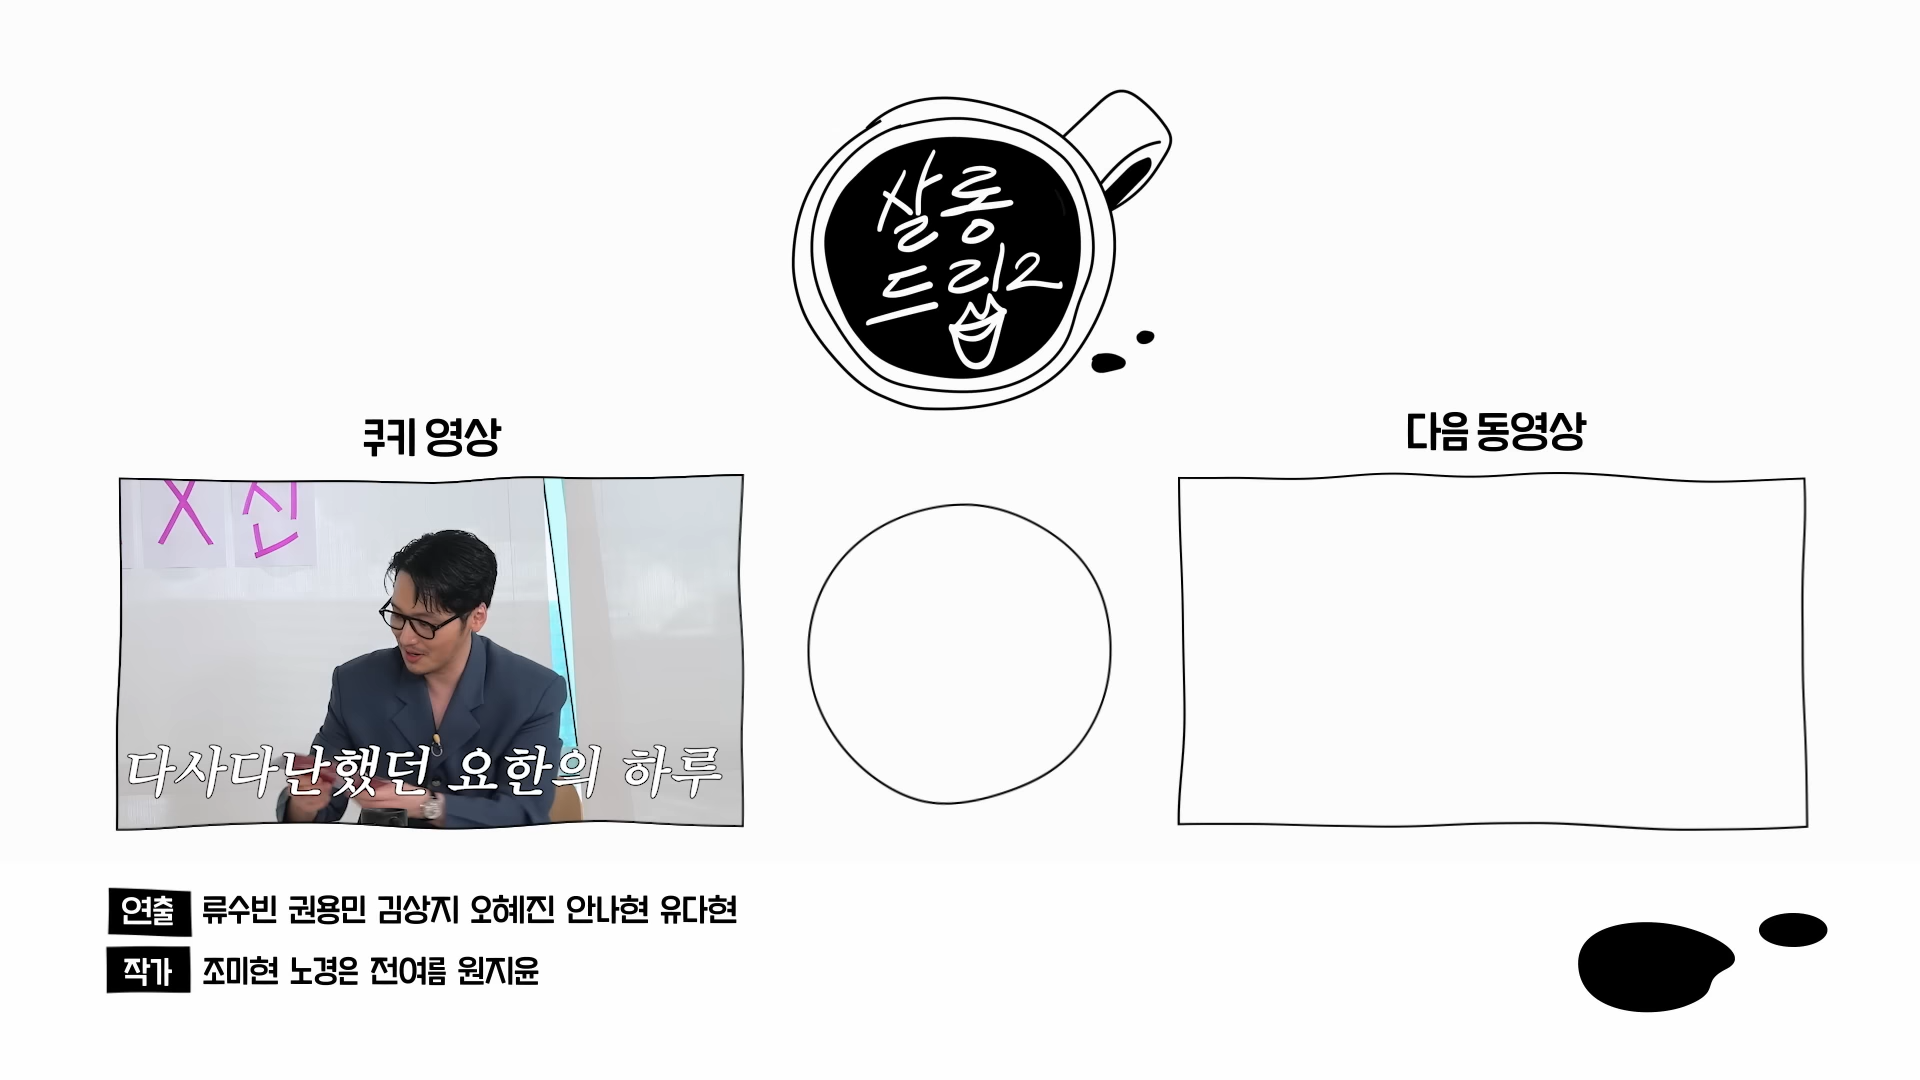 살롱
드립2
쿠키 영상
다음 동영상
X 신
다사다난했던 요한의 하루
연출 류수빈 권용민 김상지 오혜진 안나현 유다현
작가 조미현 노경은 전여름 원지윤